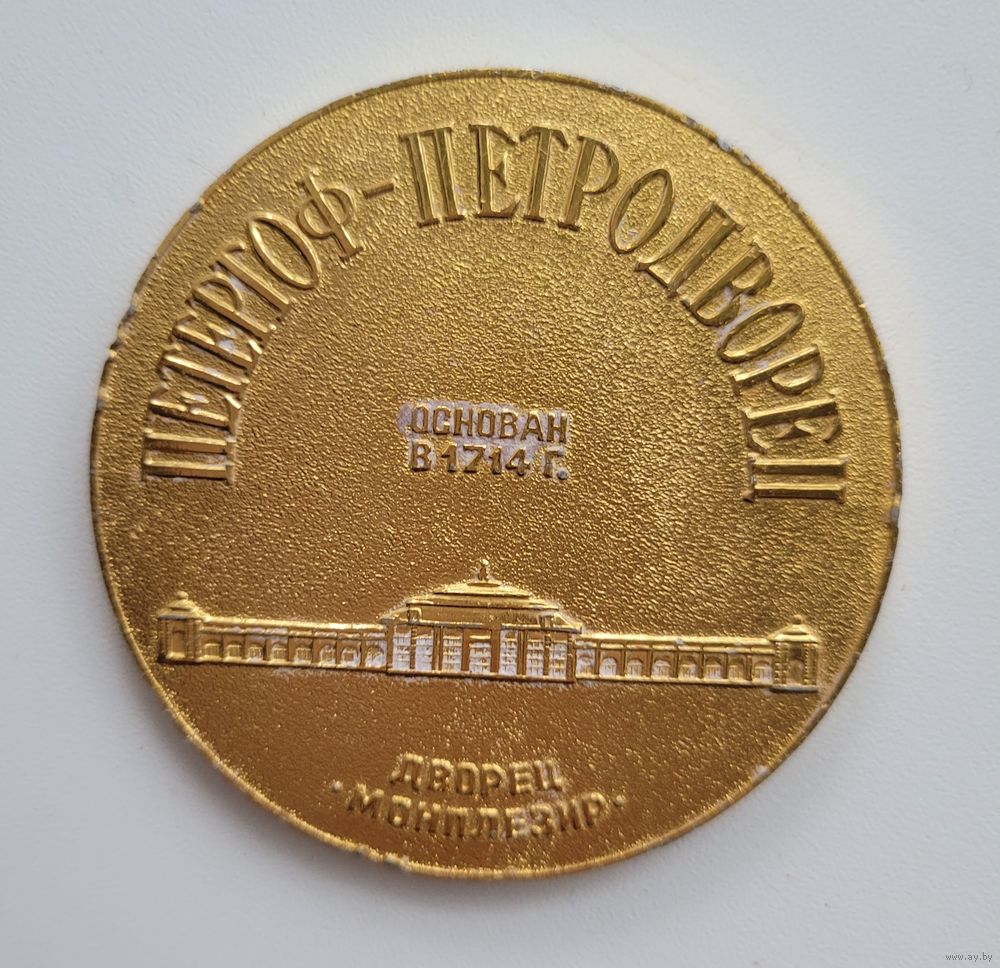 ПЕТЕРГОФ-ПЕТРОДВОРЕЦ
ОСНОВАН
В 1714 Г.
ДВОРЕЦ
"МОНПЛЕЗИР"
www.ay.by